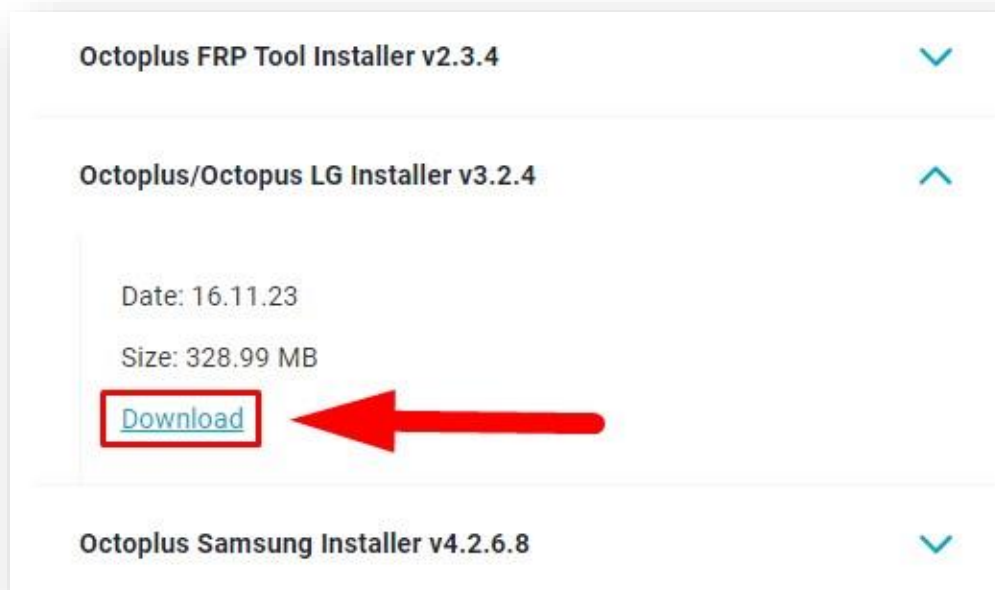 Octoplus FRP Tool Installer v2.3.4
Octoplus/Octopus LG Installer v3.2.4
Date: 16.11.23
Size: 328.99 MB
Download
Octoplus Samsung Installer v4.2.6.8